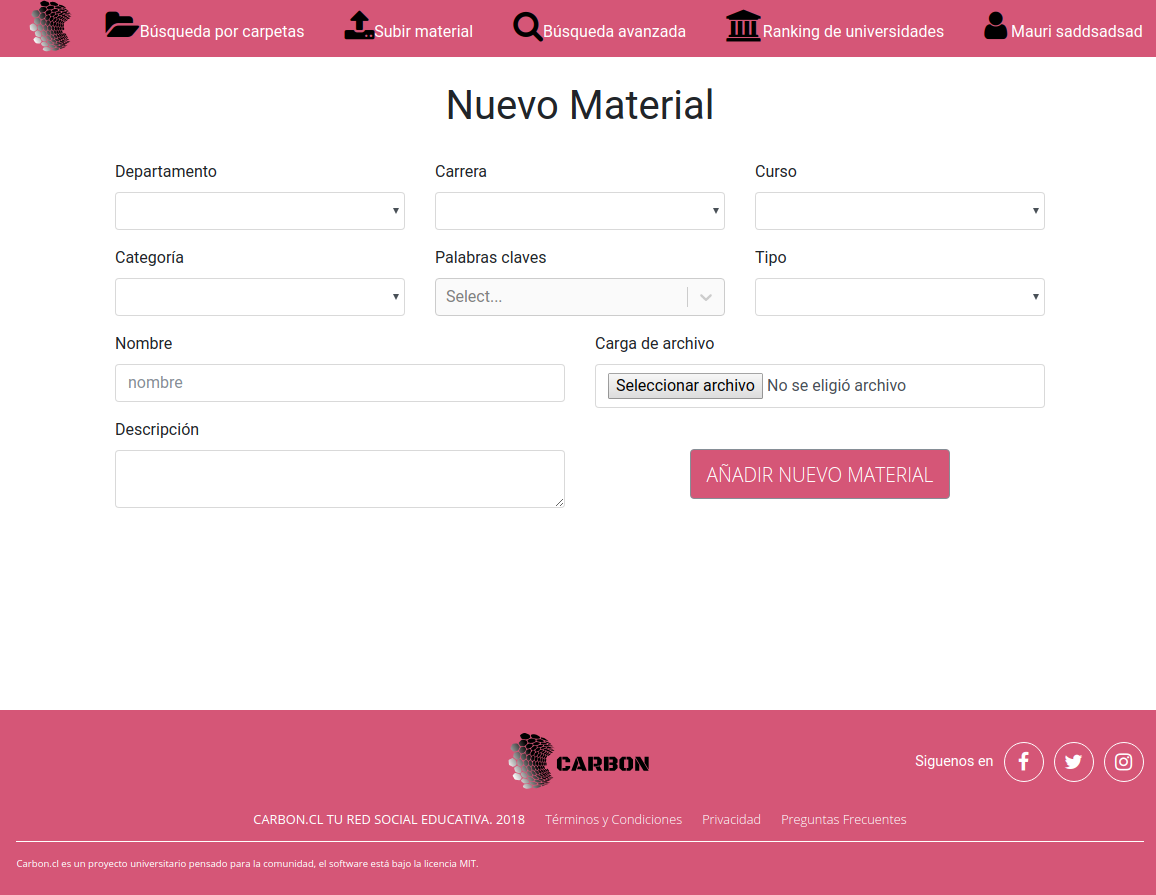 Búsqueda por carpetas Subir material Búsqueda avanzada Ranking de universidades Mauri saddsadsad
Nuevo Material
Departamento Carrera Curso
Categoría Palabras claves Tipo
Select...
Nombre Carga de archivo
nombre Seleccionar archivo No se eligió archivo
Descripción
AÑADIR NUEVO MATERIAL
CARBON Siguenos en
CARBON.CL TU RED SOCIAL EDUCATIVA. 2018 Términos y Condiciones Privacidad Preguntas Frecuentes
Carbon.cl es un proyecto universitario pensado para la comunidad, el software está bajo la licencia MIT.